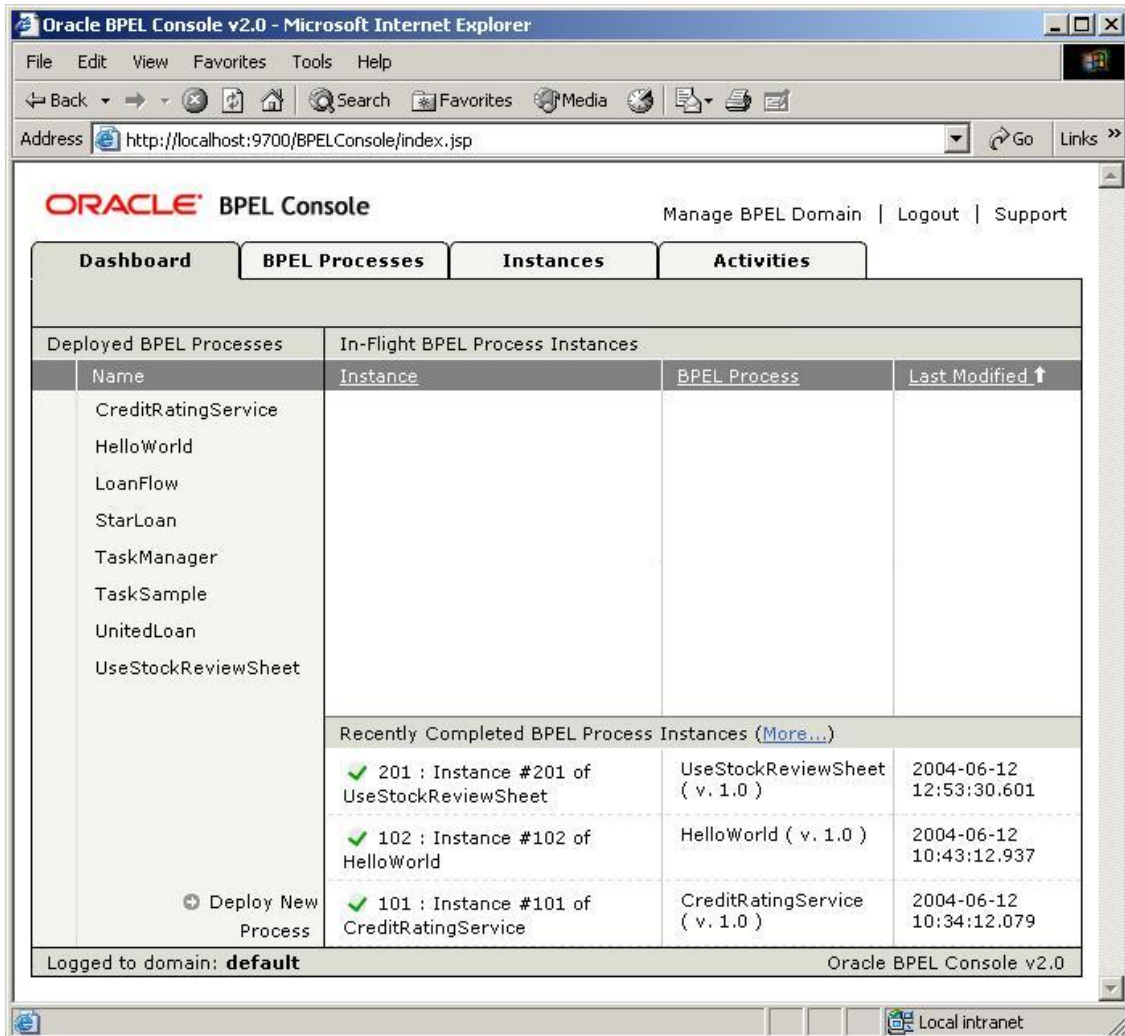 Oracle BPEL Console v2.0 - Microsoft Internet Explorer
File Edit View Favorites Tools Help
Back Search Favorites Media
Address http://localhost:9700/BPELConsole/index.jsp Go Links »
ORACLE BPEL Console
Manage BPEL Domain | Logout | Support
Dashboard BPEL Processes Instances Activities
Deployed BPEL Processes
Name
CreditRatingService
HelloWorld
LoanFlow
StarLoan
TaskManager
TaskSample
UnitedLoan
UseStockReviewSheet
Deploy New
Process
In-Flight BPEL Process Instances
Instance BPEL Process Last Modified
Recently Completed BPEL Process Instances (More...)
201 : Instance #201 of
UseStockReviewSheet
UseStockReviewSheet
( v. 1.0 )
2004-06-12
12:53:30.601
102 : Instance #102 of
HelloWorld
HelloWorld ( v. 1.0 )
2004-06-12
10:43:12.937
101 : Instance #101 of
CreditRatingService
CreditRatingService
( v. 1.0 )
2004-06-12
10:34:12.079
Logged to domain: default
Oracle BPEL Console v2.0
Local intranet